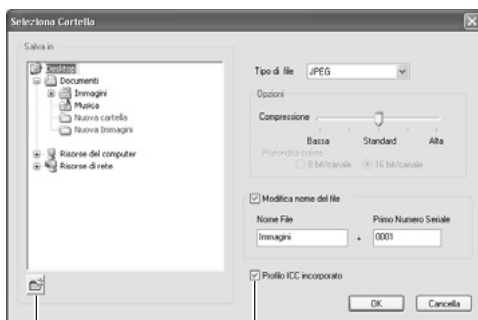 Seleziona Cartella
Salva in
Desktop
Documenti
Immagini
Musica
Nuova cartella
Nuova Immagini
Risorse del computer
Risorse di rete
Tipo di file JPEG
Opzioni
Compressione
Bassa Standard Alta
Profondità colore
8 bit/canale 16 bit/canale
Modifica nome del file
Nome File Primo Numero Seriale
Immagini + 0001
Profilo ICC incorporato
OK Cancella